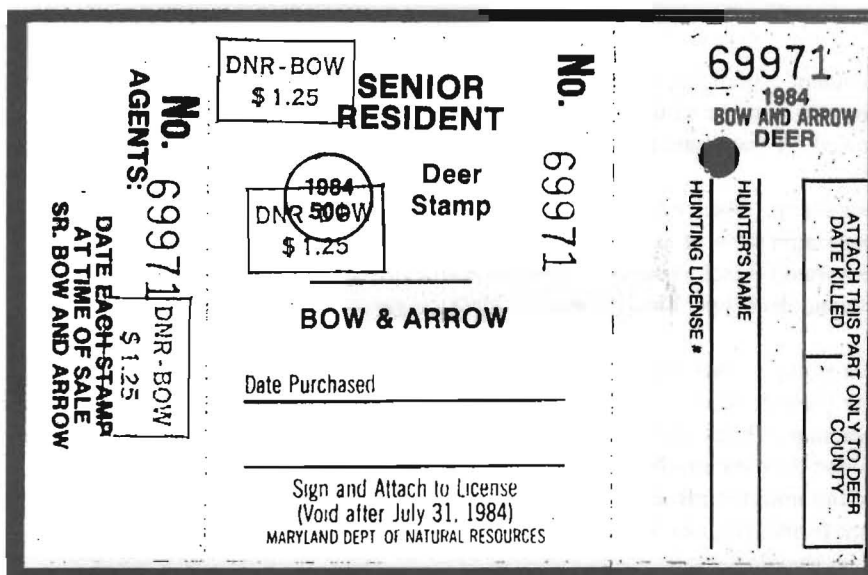 No. 69971
AGENTS:
DATE EACH STAMP
AT TIME OF SALE
SR. BOW AND ARROW
DNR-BOW
$1.25
DNR-BOW
$1.25
SENIOR
RESIDENT
No. 69971
1984
50¢
Deer
Stamp
DNR-BOW
$1.25
BOW & ARROW
Date Purchased
Sign and Attach to License
(Void after July 31, 1984)
MARYLAND DEPT OF NATURAL RESOURCES
69971
1984
BOW AND ARROW
DEER
ATTACH THIS PART ONLY TO DEER
DATE KILLED
COUNTY
HUNTER'S NAME
HUNTING LICENSE #